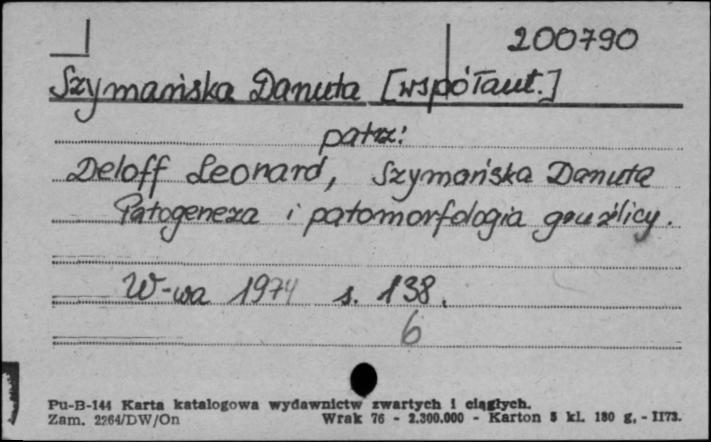 200790
Szymańska Danuta [współaut.]
patrz:
Deloff Leonard, Szymańska Danuta
Patogeneza i patomorfologia gruźlicy.
W-wa 1974 s. 138.
6
Pu-B-144 Karta katalogowa wydawnictw zwartych i ciągłych.
Zam. 2264/DW/On Wrak 76 - 2.300.000 - Karton 5 kl. 180 g. - II73.